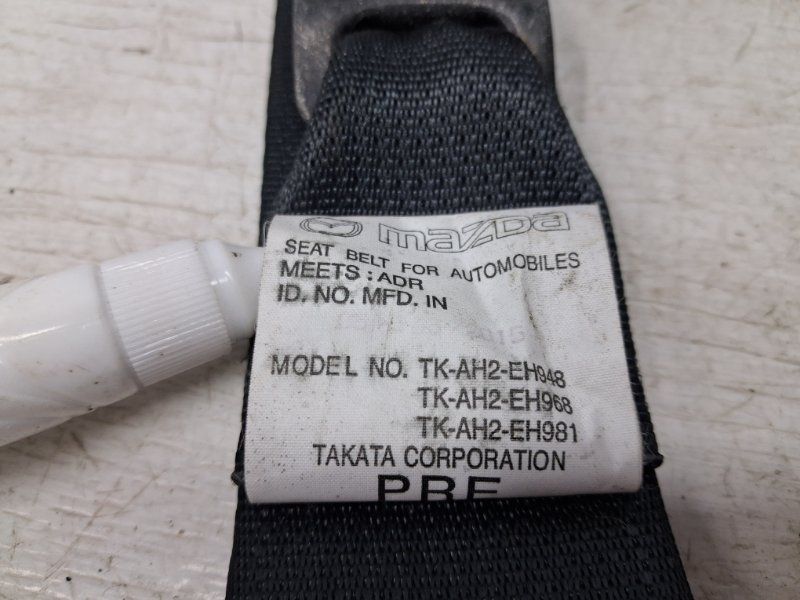 mazda
SEAT BELT FOR AUTOMOBILES
MEETS : ADR
ID. NO. MFD. IN
2015
MODEL NO. TK-AH2-EH948
TK-AH2-EH968
TK-AH2-EH981
TAKATA CORPORATION
PRE